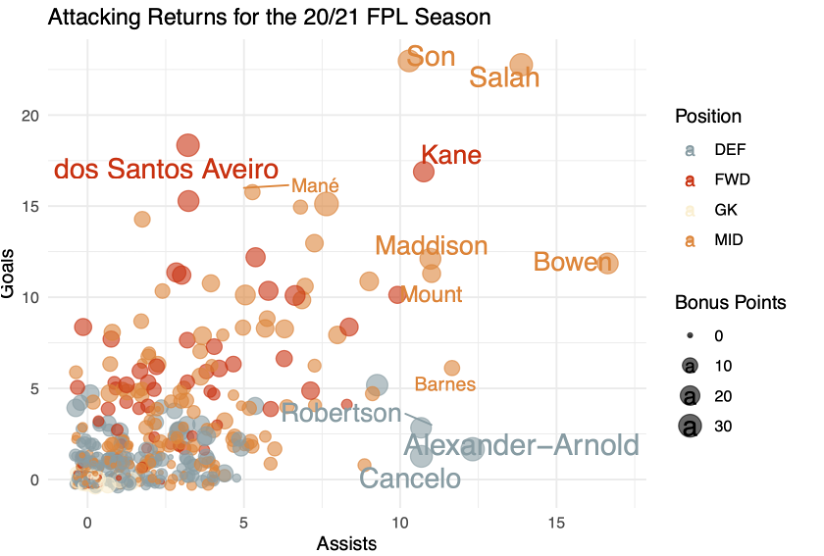 Attacking Returns for the 20/21 FPL Season
Goals
20
15
10
5
0
0
5
10
15
Assists
Son
Salah
dos Santos Aveiro
Kane
Mané
Maddison
Bowen
Mount
Barnes
Robertson
Alexander−Arnold
Cancelo
Position
a DEF
a FWD
a GK
a MID
Bonus Points
0
a 10
a 20
a 30